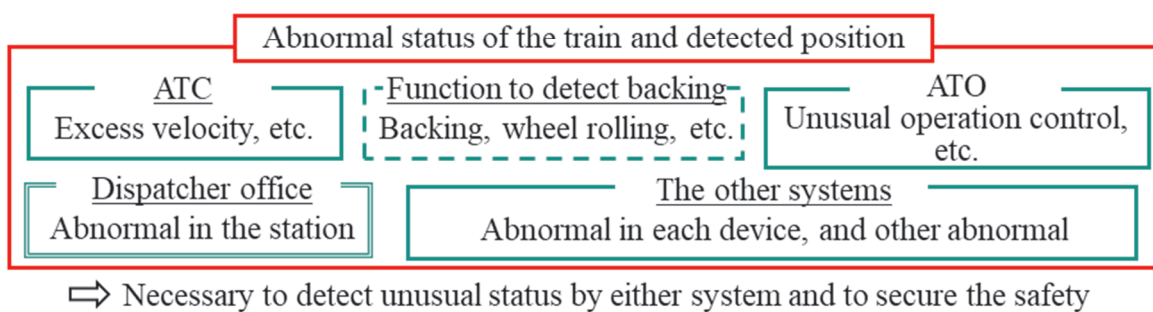 Abnormal status of the train and detected position
ATC
Excess velocity, etc.
Function to detect backing
Backing, wheel rolling, etc.
ATO
Unusual operation control,
etc.
Dispatcher office
Abnormal in the station
The other systems
Abnormal in each device, and other abnormal
⇨ Necessary to detect unusual status by either system and to secure the safety